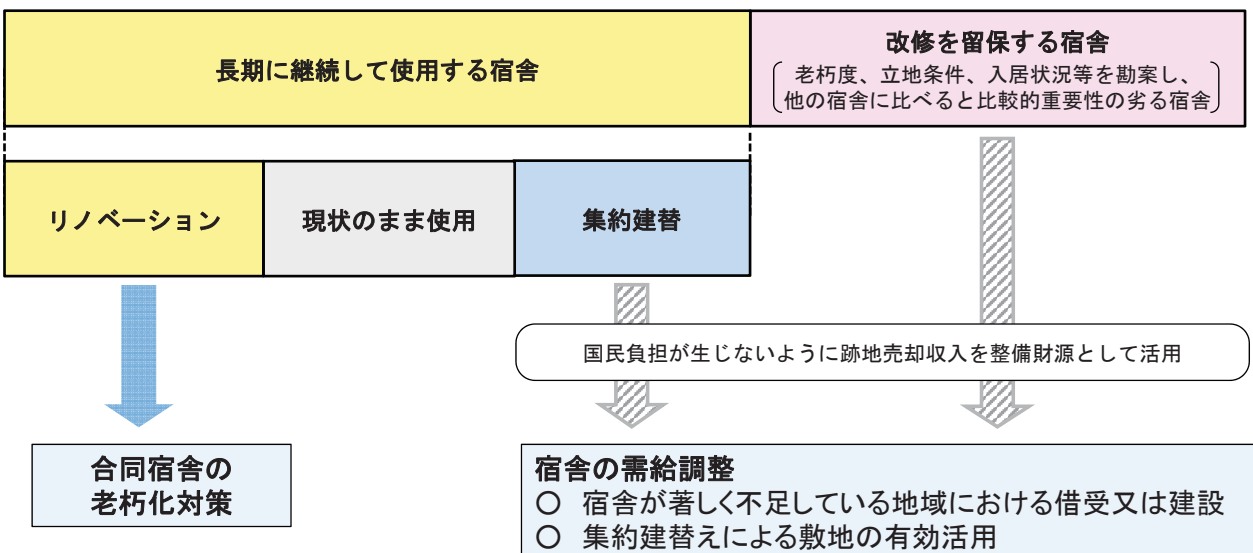 長期に継続して使用する宿舎
改修を留保する宿舎
老朽度、立地条件、入居状況等を勘案し、
他の宿舎に比べると比較的重要性の劣る宿舎
リノベーション
現状のまま使用
集約建替
国民負担が生じないように跡地売却収入を整備財源として活用
合同宿舎の
老朽化対策
宿舎の需給調整
○ 宿舎が著しく不足している地域における借受又は建設
○ 集約建替えによる敷地の有効活用